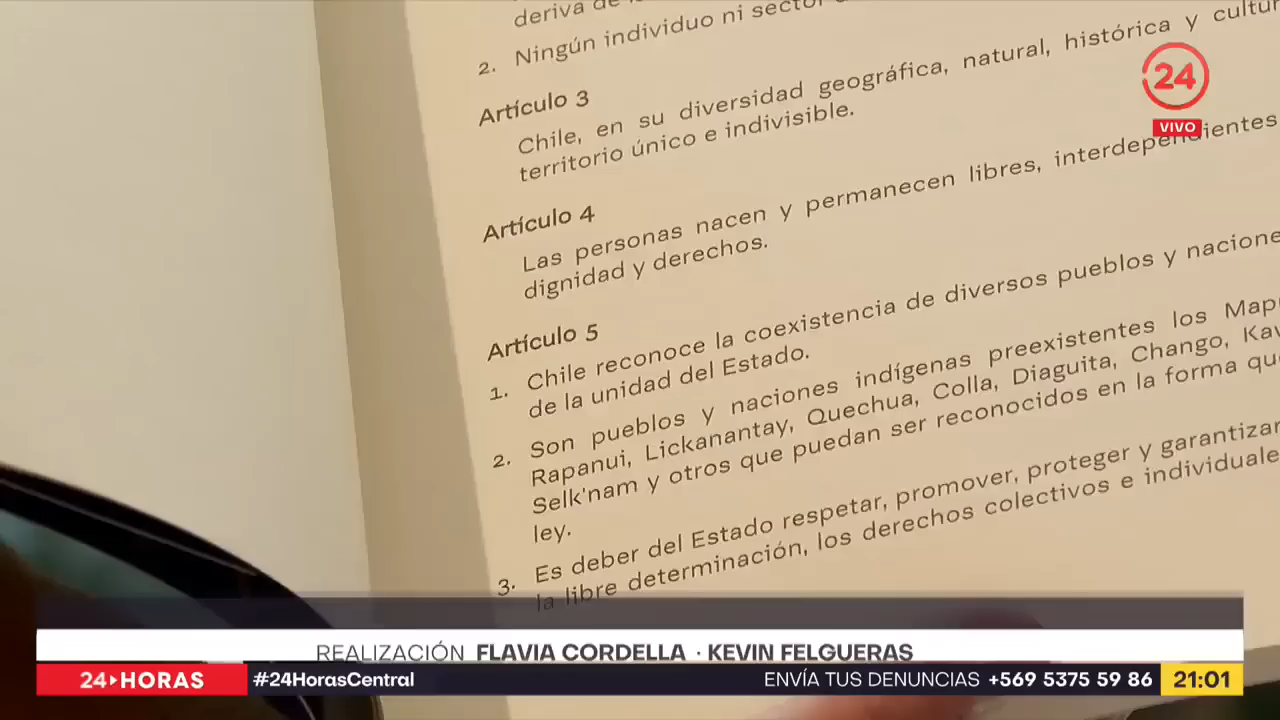 deriva de
2. Ningún individuo ni sector
Artículo 3
Chile, en su diversidad geográfica, natural, histórica y
territorio único e indivisible.
Artículo 4
Las personas nacen y permanecen libres, interdependientes
dignidad y derechos.
Artículo 5
1. Chile reconoce la coexistencia de diversos pueblos y nacione
de la unidad del Estado.
2. Son pueblos y naciones indígenas preexistentes los Map
Rapanui, Lickanantay, Quechua, Colla, Diaguita, Chango, Kaw
Selk'nam y otros que puedan ser reconocidos en la forma qu
ley.
3. Es deber del Estado respetar, promover, proteger y garantizar
la libre determinación, los derechos colectivos e individuale
24
VIVO
REALIZACIÓN FLAVIA CORDELLA · KEVIN FELGUERAS
24 HORAS #24HorasCentral ENVÍA TUS DENUNCIAS +569 5375 59 86 21:01